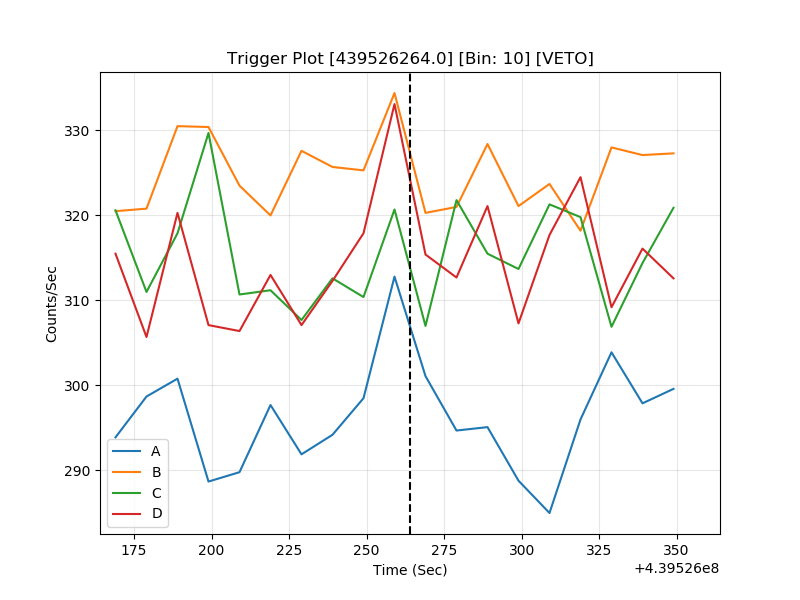 Trigger Plot [439526264.0] [Bin: 10] [VETO]
Counts/Sec
330
320
310
300
290
A
B
C
D
175 200 225 250 275 300 325 350
Time (Sec)
+4.39526e8